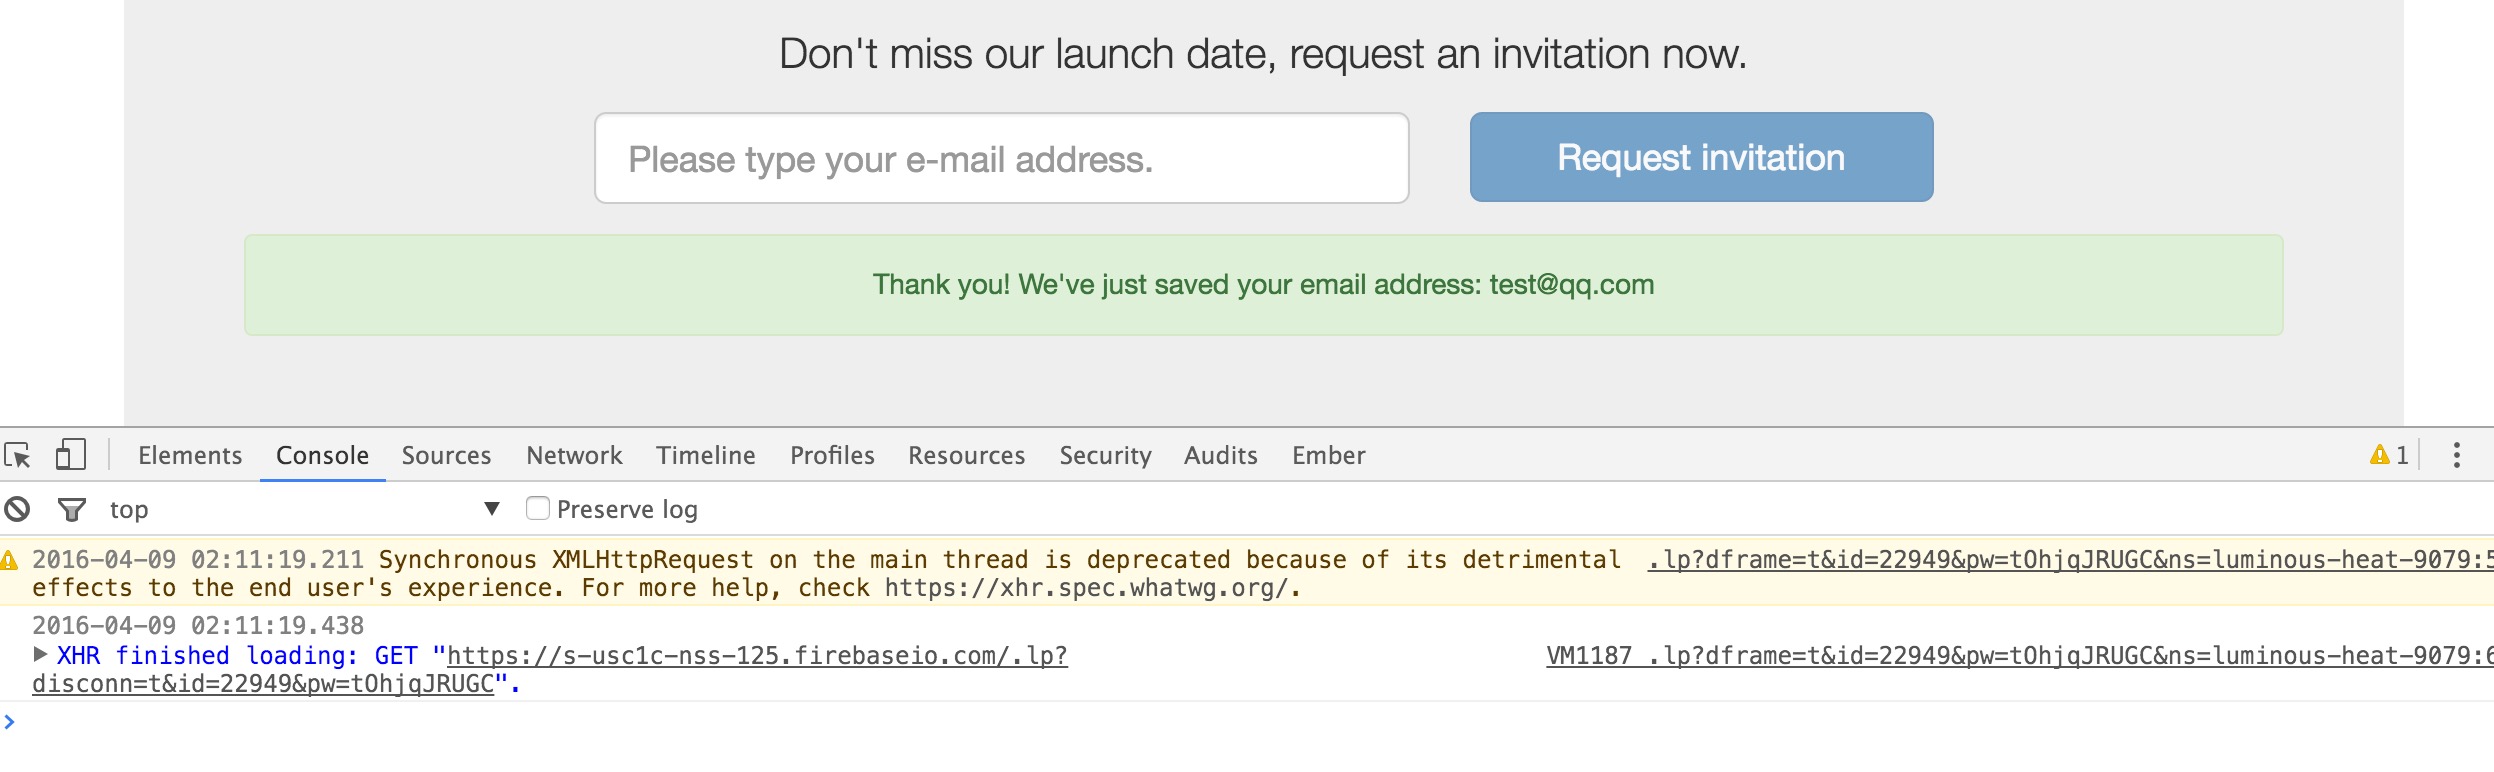 Don't miss our launch date, request an invitation now.
Please type your e-mail address.
Request invitation
Thank you! We've just saved your email address: test@qq.com
Elements Console Sources Network Timeline Profiles Resources Security Audits Ember 1
top ▼ Preserve log
2016-04-09 02:11:19.211 Synchronous XMLHttpRequest on the main thread is deprecated because of its detrimental .lp?dframe=t&id=22949&pw=tOhjqJRUGC&ns=luminous-heat-9079:5
effects to the end user's experience. For more help, check https://xhr.spec.whatwg.org/.
2016-04-09 02:11:19.438
▶ XHR finished loading: GET "https://s-usc1c-nss-125.firebaseio.com/.lp? VM1187 .lp?dframe=t&id=22949&pw=tOhjqJRUGC&ns=luminous-heat-9079:6
disconn=t&id=22949&pw=tOhjqJRUGC".